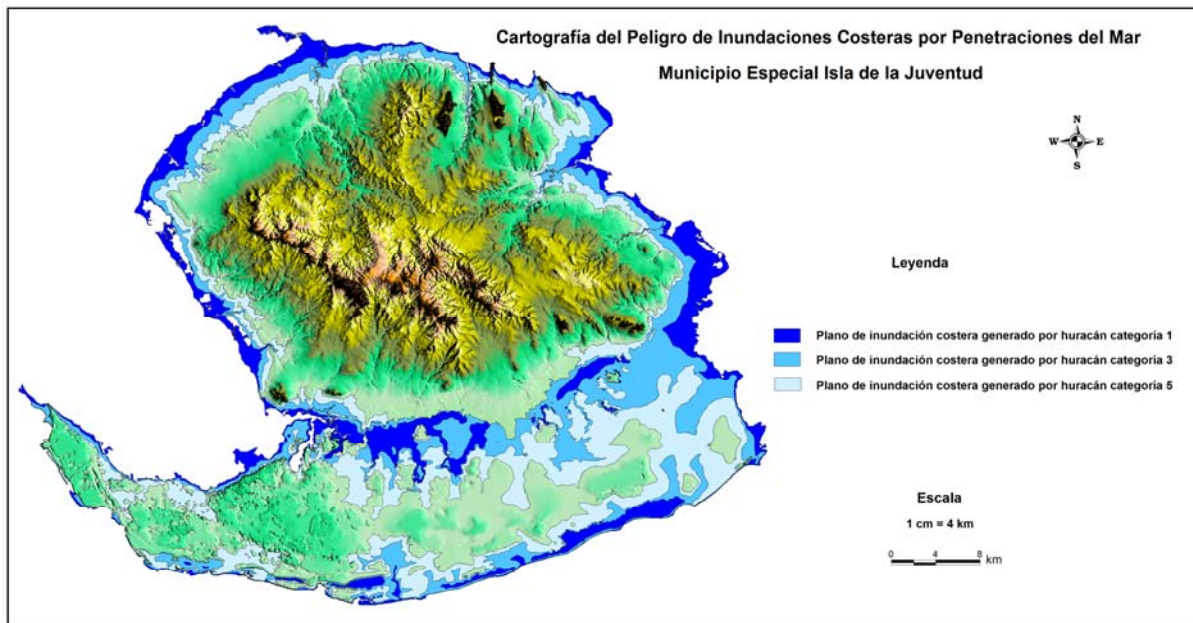 Cartografía del Peligro de Inundaciones Costeras por Penetraciones del Mar
Municipio Especial Isla de la Juventud
N
W E
S
Leyenda
Plano de inundación costera generado por huracán categoría 1
Plano de inundación costera generado por huracán categoría 3
Plano de inundación costera generado por huracán categoría 5
Escala
1 cm = 4 km
0 4 8 km